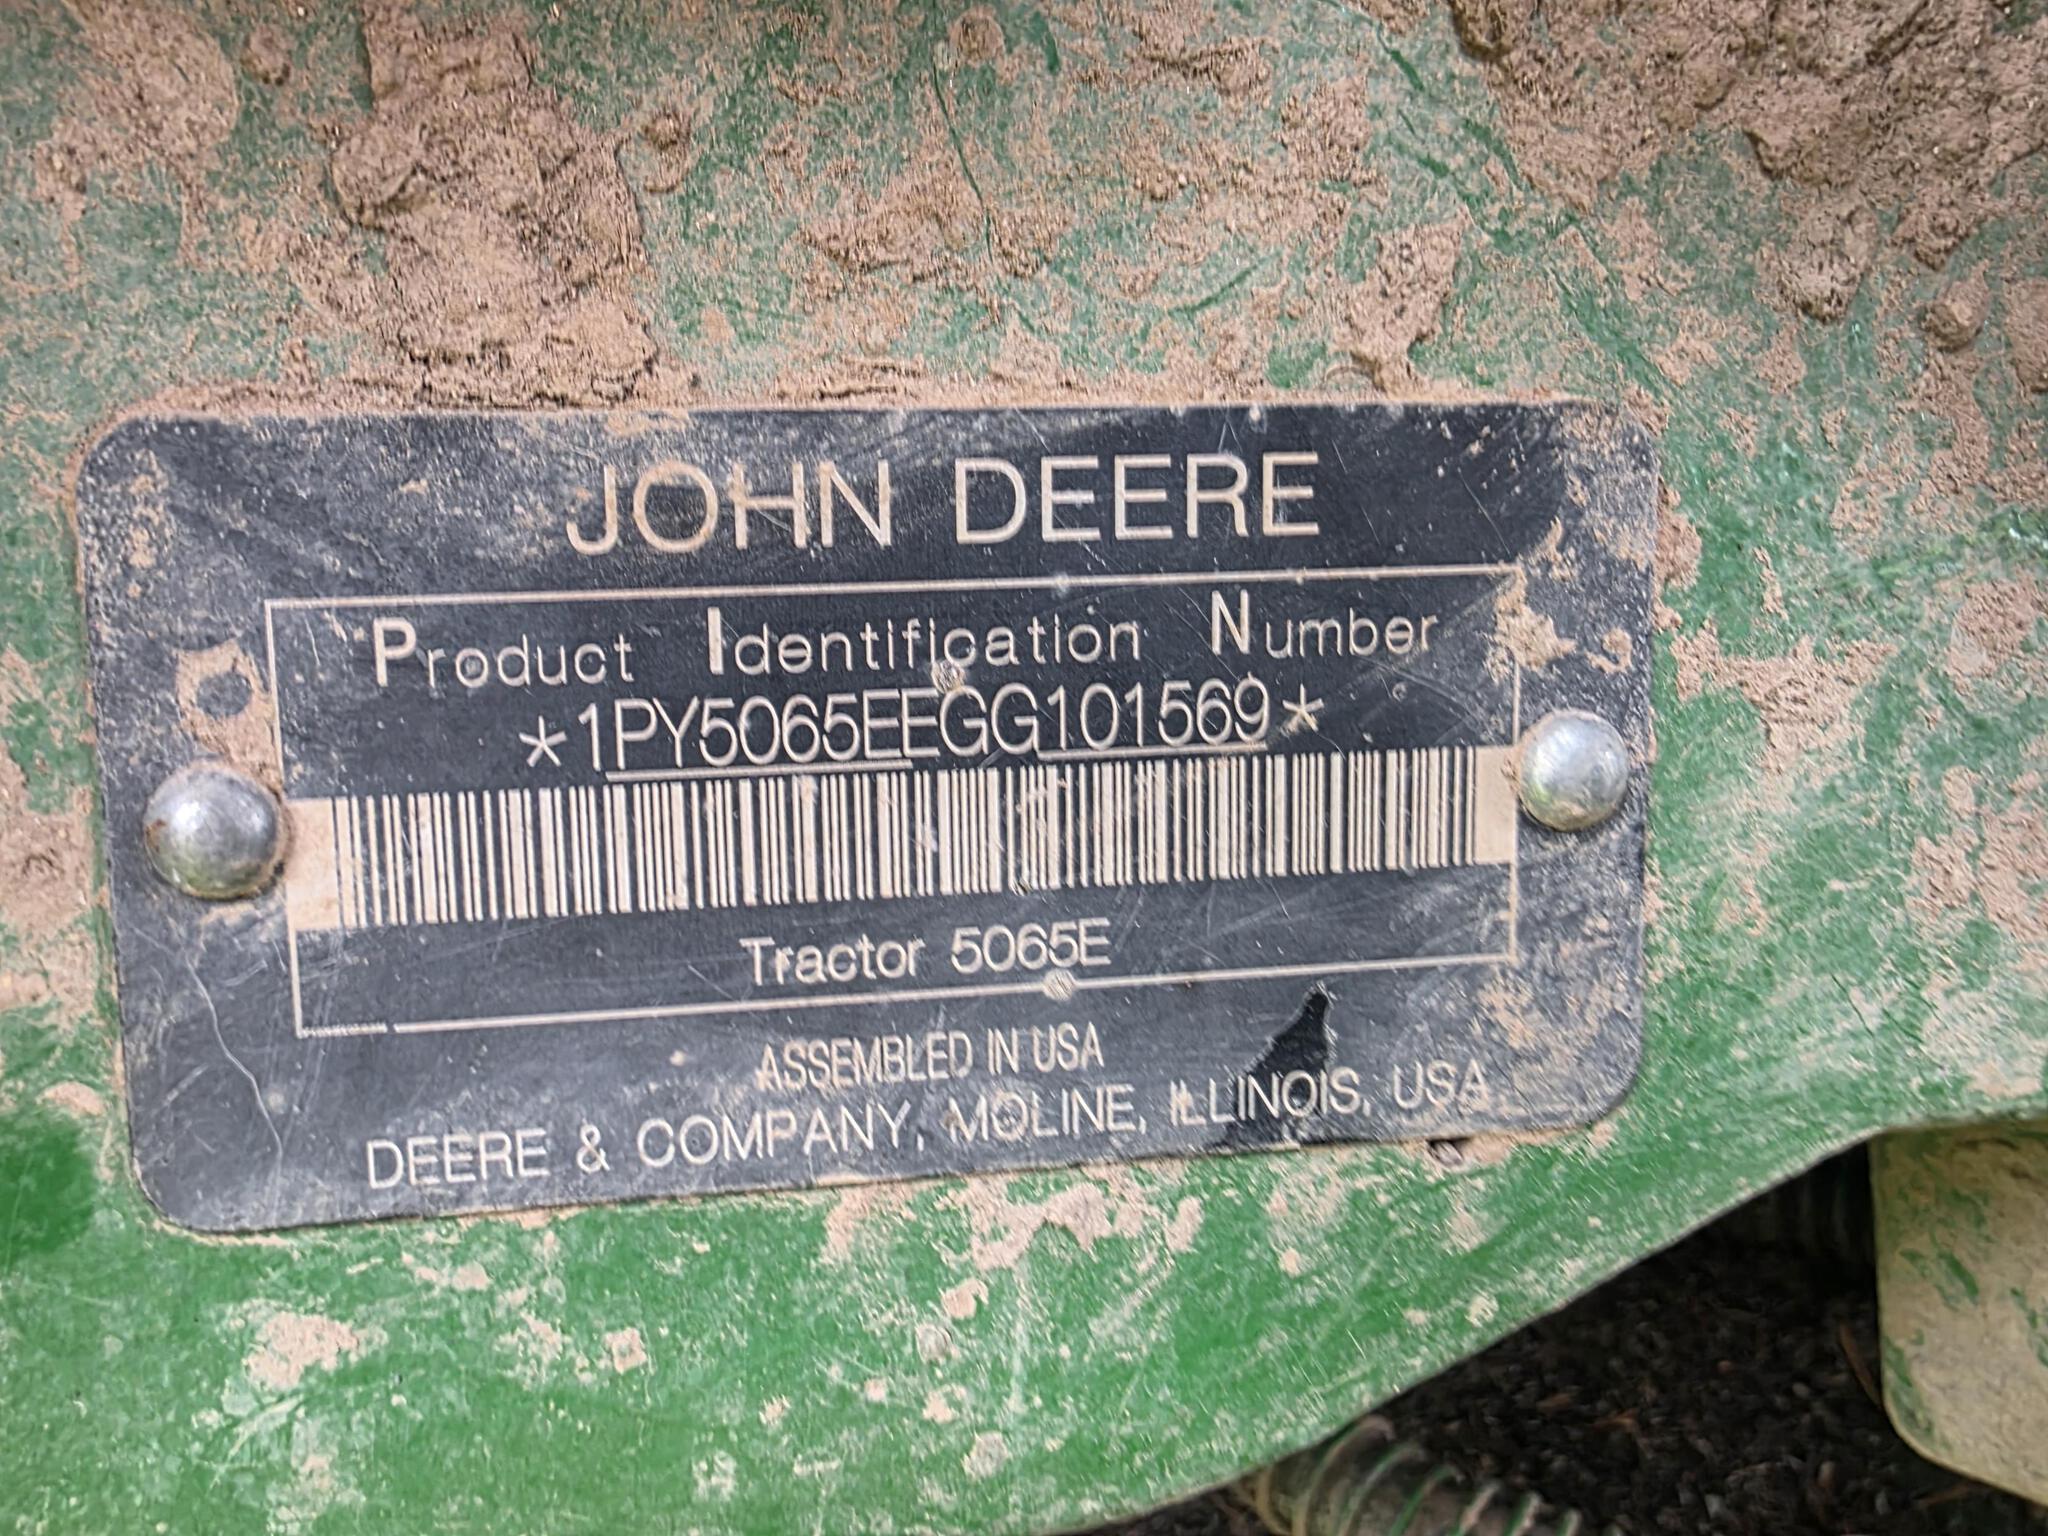 JOHN DEERE
Product Identification Number
*1PY5065EEGG101569*
Tractor 5065E
ASSEMBLED IN USA
DEERE & COMPANY, MOLINE, ILLINOIS, USA